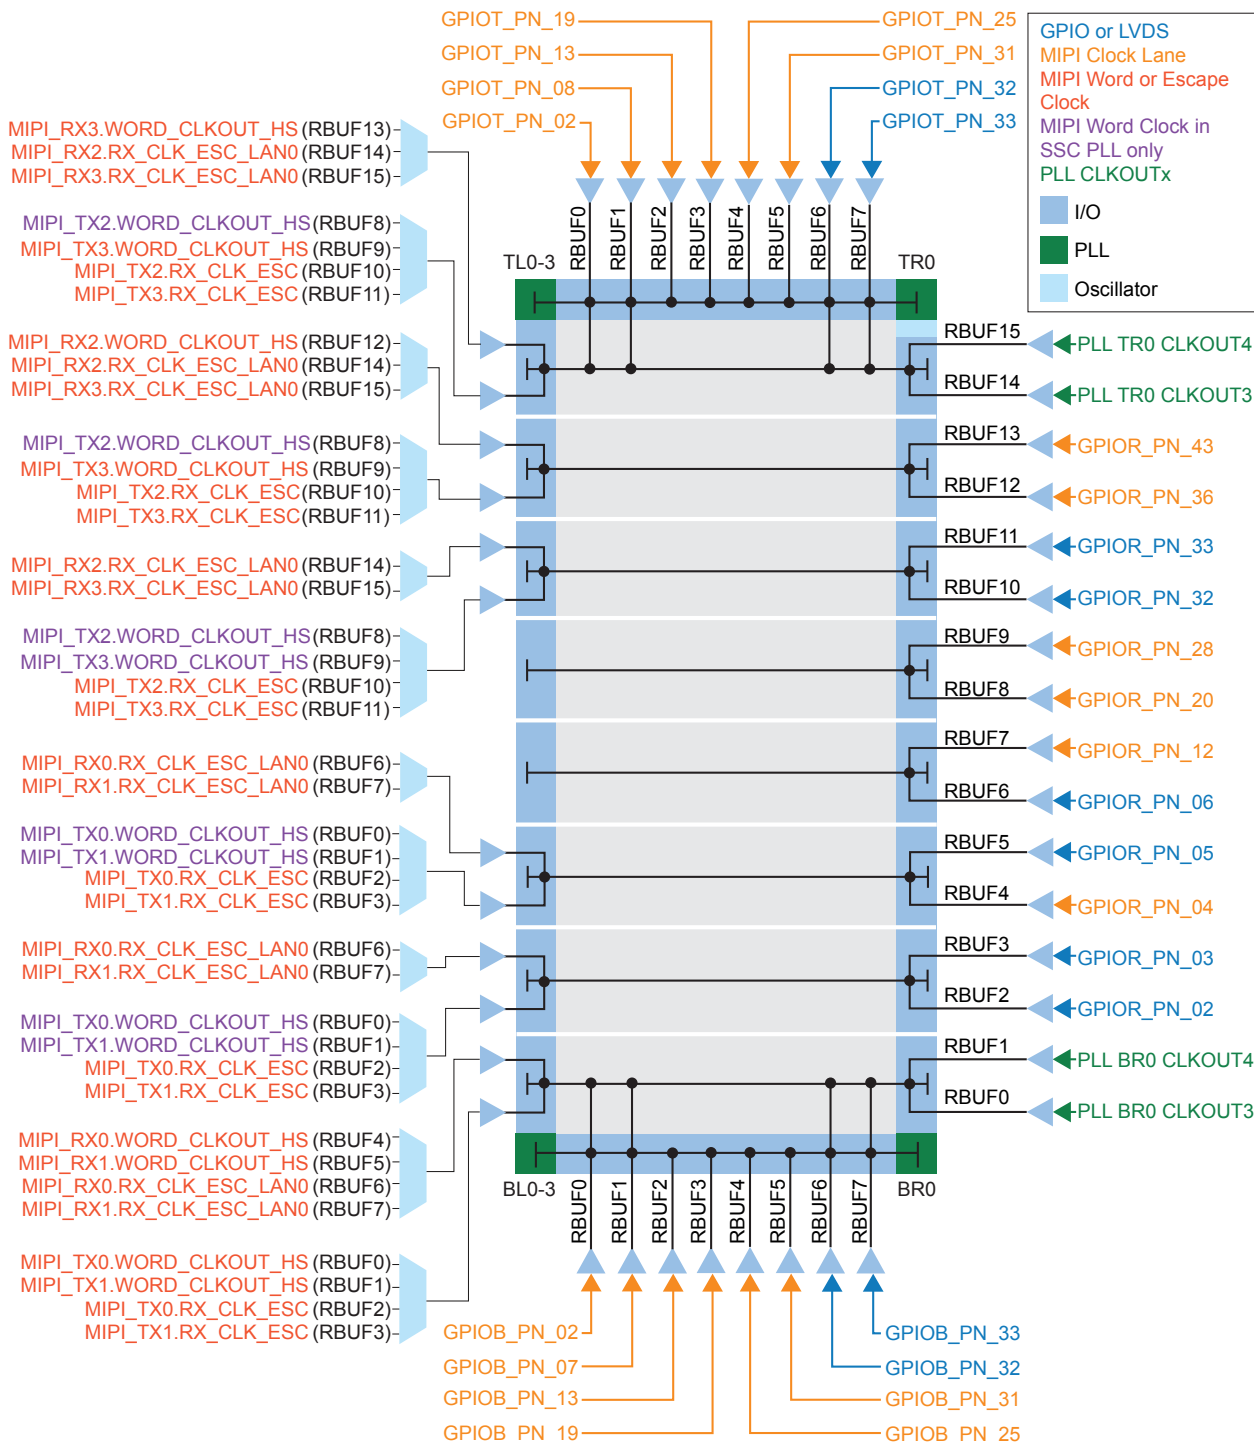 GPIOT_PN_19
GPIOT_PN_13
GPIOT_PN_08
GPIOT_PN_02
GPIOT_PN_25
GPIOT_PN_31
GPIOT_PN_32
GPIOT_PN_33
GPIO or LVDS
MIPI Clock Lane
MIPI Word or Escape
Clock
MIPI Word Clock in
SSC PLL only
PLL CLKOUTx
I/O
PLL
Oscillator
RBUF0
RBUF1
RBUF2
RBUF3
RBUF4
RBUF5
RBUF6
RBUF7
TL0-3
TR0
MIPI_RX3.WORD_CLKOUT_HS (RBUF13)
MIPI_RX2.RX_CLK_ESC_LAN0 (RBUF14)
MIPI_RX3.RX_CLK_ESC_LAN0 (RBUF15)
MIPI_TX2.WORD_CLKOUT_HS (RBUF8)
MIPI_TX3.WORD_CLKOUT_HS (RBUF9)
MIPI_TX2.RX_CLK_ESC (RBUF10)
MIPI_TX3.RX_CLK_ESC (RBUF11)
MIPI_RX2.WORD_CLKOUT_HS (RBUF12)
MIPI_RX2.RX_CLK_ESC_LAN0 (RBUF14)
MIPI_RX3.RX_CLK_ESC_LAN0 (RBUF15)
MIPI_TX2.WORD_CLKOUT_HS (RBUF8)
MIPI_TX3.WORD_CLKOUT_HS (RBUF9)
MIPI_TX2.RX_CLK_ESC (RBUF10)
MIPI_TX3.RX_CLK_ESC (RBUF11)
MIPI_RX2.RX_CLK_ESC_LAN0 (RBUF14)
MIPI_RX3.RX_CLK_ESC_LAN0 (RBUF15)
MIPI_TX2.WORD_CLKOUT_HS (RBUF8)
MIPI_TX3.WORD_CLKOUT_HS (RBUF9)
MIPI_TX2.RX_CLK_ESC (RBUF10)
MIPI_TX3.RX_CLK_ESC (RBUF11)
MIPI_RX0.RX_CLK_ESC_LAN0 (RBUF6)
MIPI_RX1.RX_CLK_ESC_LAN0 (RBUF7)
MIPI_TX0.WORD_CLKOUT_HS (RBUF0)
MIPI_TX1.WORD_CLKOUT_HS (RBUF1)
MIPI_TX0.RX_CLK_ESC (RBUF2)
MIPI_TX1.RX_CLK_ESC (RBUF3)
MIPI_RX0.RX_CLK_ESC_LAN0 (RBUF6)
MIPI_RX1.RX_CLK_ESC_LAN0 (RBUF7)
MIPI_TX0.WORD_CLKOUT_HS (RBUF0)
MIPI_TX1.WORD_CLKOUT_HS (RBUF1)
MIPI_TX0.RX_CLK_ESC (RBUF2)
MIPI_TX1.RX_CLK_ESC (RBUF3)
MIPI_RX0.WORD_CLKOUT_HS (RBUF4)
MIPI_RX1.WORD_CLKOUT_HS (RBUF5)
MIPI_RX0.RX_CLK_ESC_LAN0 (RBUF6)
MIPI_RX1.RX_CLK_ESC_LAN0 (RBUF7)
MIPI_TX0.WORD_CLKOUT_HS (RBUF0)
MIPI_TX1.WORD_CLKOUT_HS (RBUF1)
MIPI_TX0.RX_CLK_ESC (RBUF2)
MIPI_TX1.RX_CLK_ESC (RBUF3)
RBUF15 PLL TR0 CLKOUT4
RBUF14 PLL TR0 CLKOUT3
RBUF13 GPIOR_PN_43
RBUF12 GPIOR_PN_36
RBUF11 GPIOR_PN_33
RBUF10 GPIOR_PN_32
RBUF9 GPIOR_PN_28
RBUF8 GPIOR_PN_20
RBUF7 GPIOR_PN_12
RBUF6 GPIOR_PN_06
RBUF5 GPIOR_PN_05
RBUF4 GPIOR_PN_04
RBUF3 GPIOR_PN_03
RBUF2 GPIOR_PN_02
RBUF1 PLL BR0 CLKOUT4
RBUF0 PLL BR0 CLKOUT3
BL0-3
BR0
RBUF0
RBUF1
RBUF2
RBUF3
RBUF4
RBUF5
RBUF6
RBUF7
GPIOB_PN_02
GPIOB_PN_07
GPIOB_PN_13
GPIOB_PN_19
GPIOB_PN_33
GPIOB_PN_32
GPIOB_PN_31
GPIOB_PN_25